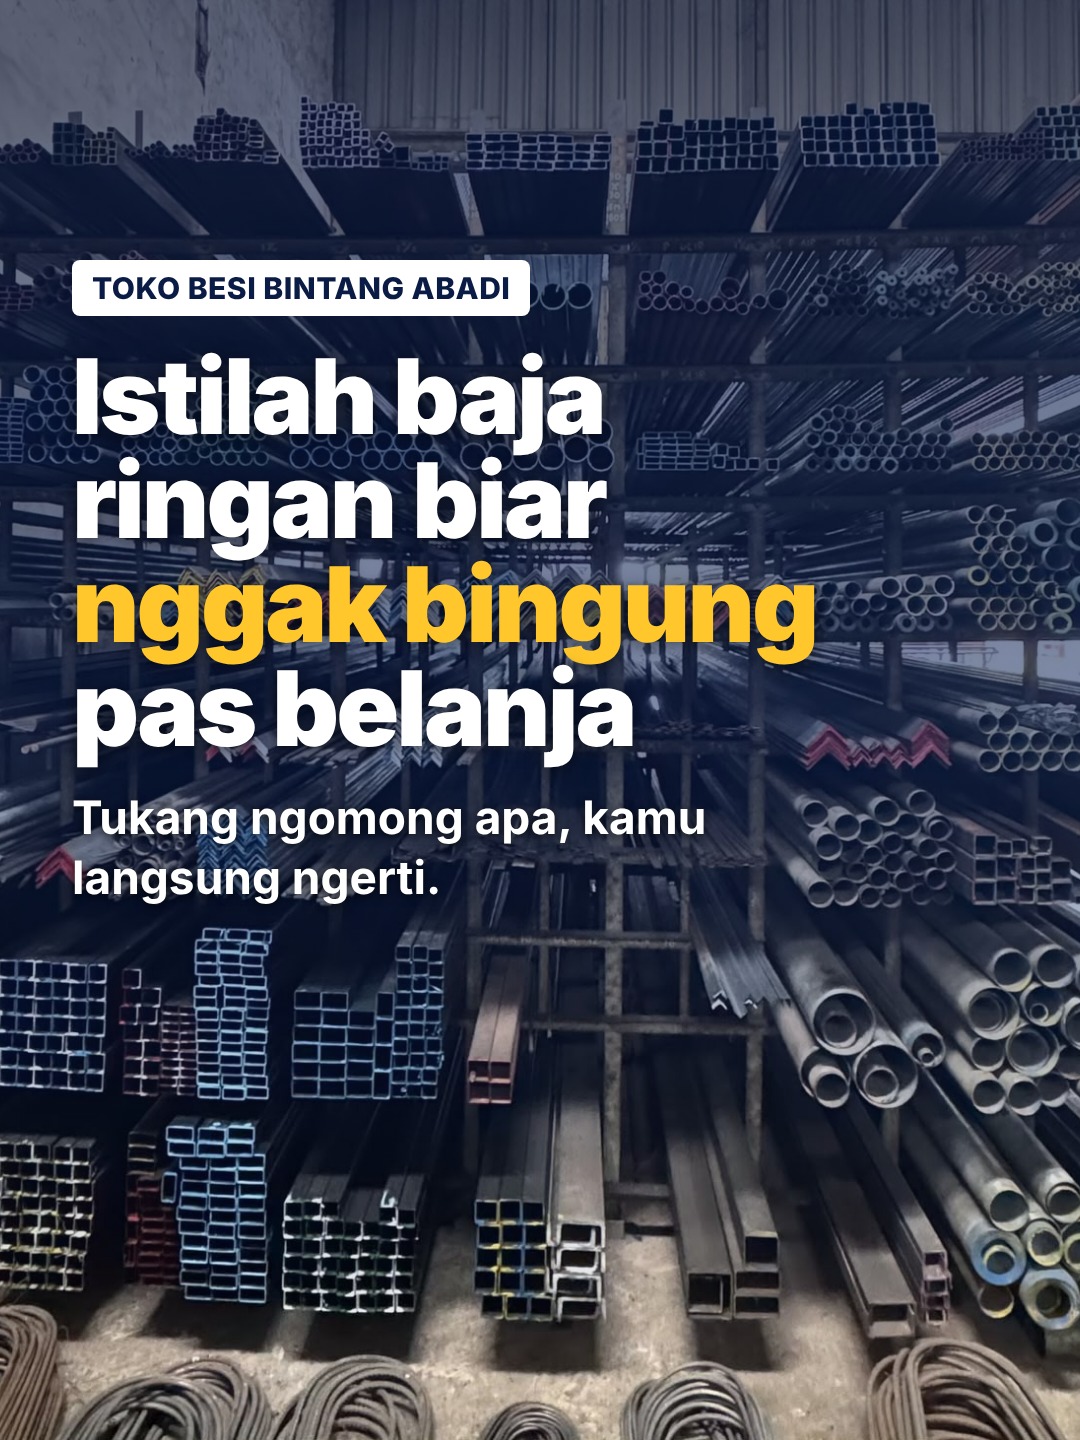 TOKO BESI BINTANG ABADI
Istilah baja
ringan biar
nggak bingung
pas belanja
Tukang ngomong apa, kamu
langsung ngerti.